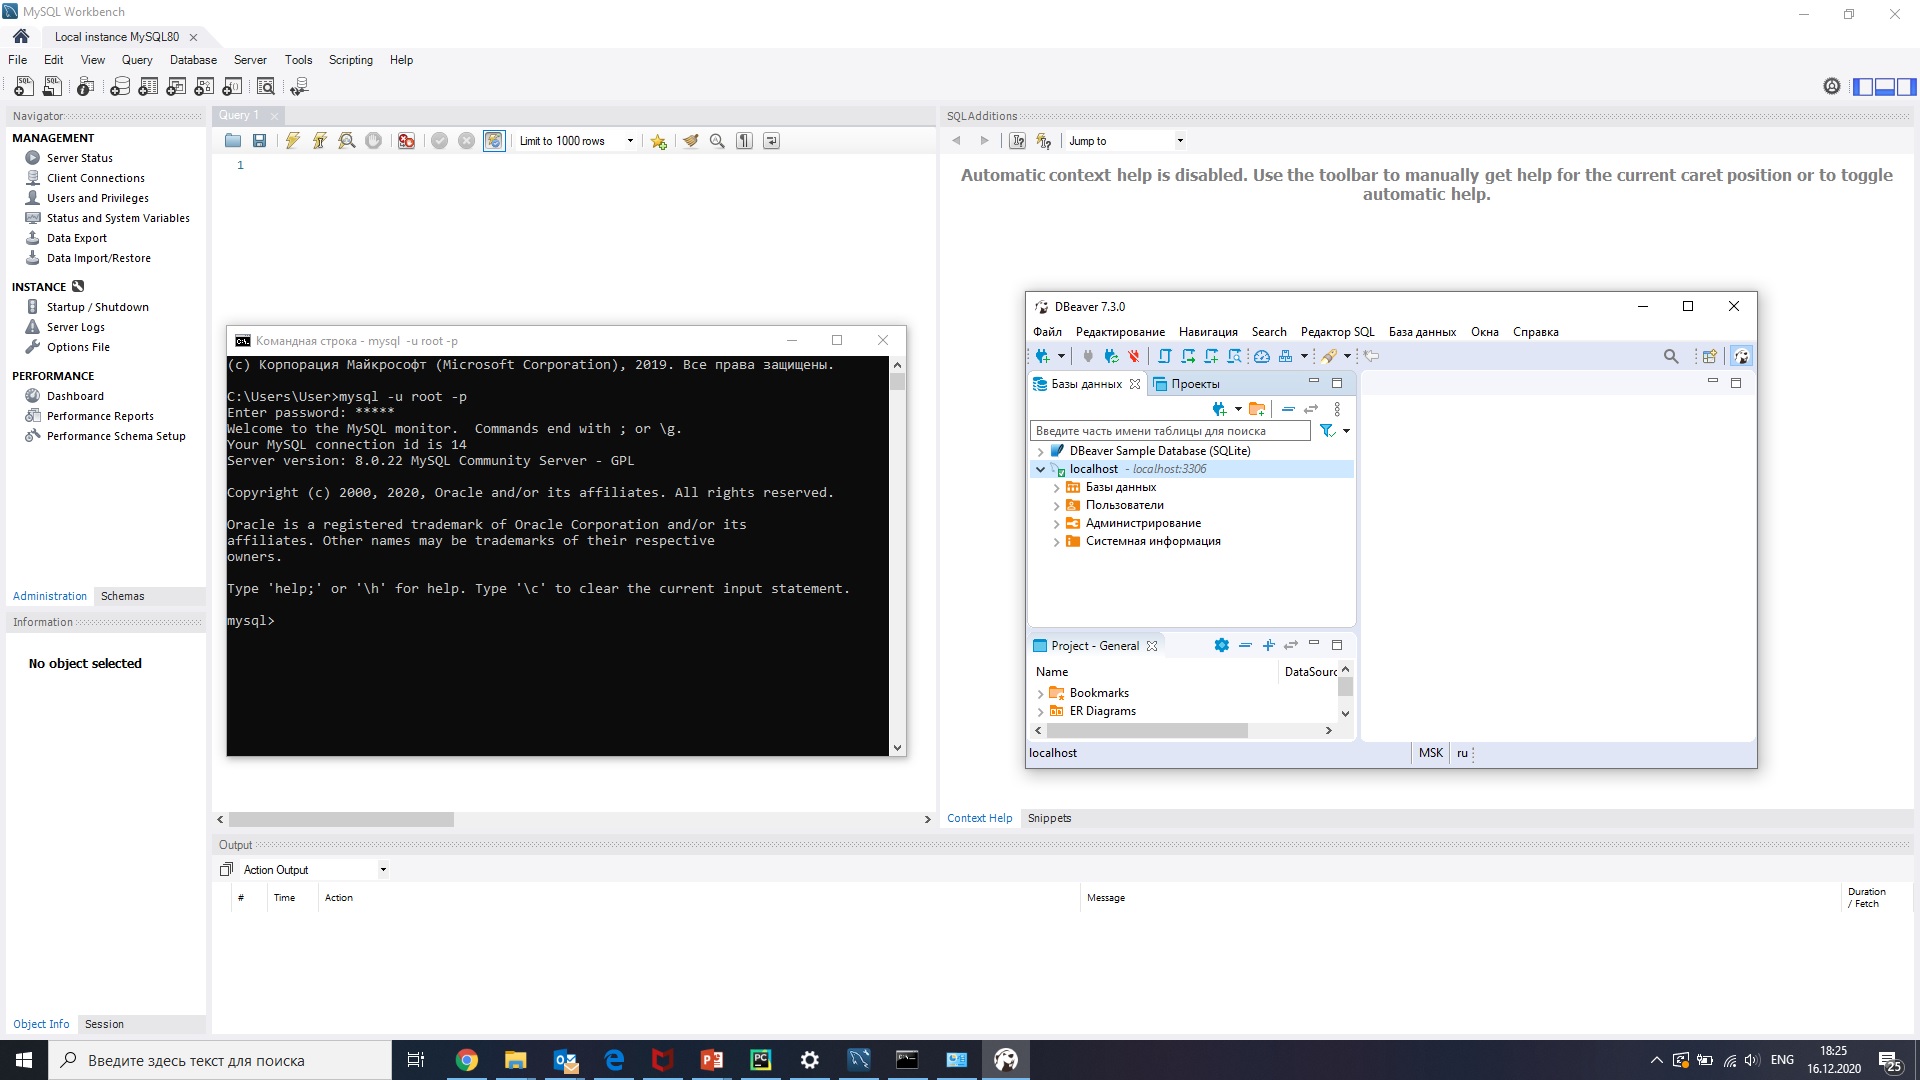 MySQL Workbench
Local instance MySQL80
File Edit View Query Database Server Tools Scripting Help
Navigator
MANAGEMENT
Server Status
Client Connections
Users and Privileges
Status and System Variables
Data Export
Data Import/Restore
INSTANCE
Startup / Shutdown
Server Logs
Options File
PERFORMANCE
Dashboard
Performance Reports
Performance Schema Setup
Administration Schemas
Information
No object selected
Object Info Session
Query 1
Limit to 1000 rows
1
SQLAdditions
Jump to
Automatic context help is disabled. Use the toolbar to manually get help for the current caret position or to toggle
automatic help.
Командная строка - mysql -u root -p
(c) Корпорация Майкрософт (Microsoft Corporation), 2019. Все права защищены.
C:\Users\User>mysql -u root -p
Enter password: *****
Welcome to the MySQL monitor.  Commands end with ; or \g.
Your MySQL connection id is 14
Server version: 8.0.22 MySQL Community Server - GPL
Copyright (c) 2000, 2020, Oracle and/or its affiliates. All rights reserved.
Oracle is a registered trademark of Oracle Corporation and/or its
affiliates. Other names may be trademarks of their respective
owners.
Type 'help;' or '\h' for help. Type '\c' to clear the current input statement.
mysql>
DBeaver 7.3.0
Файл Редактирование Навигация Search Редактор SQL База данных Окна Справка
Базы данных Проекты
Введите часть имени таблицы для поиска
DBeaver Sample Database (SQLite)
localhost - localhost:3306
Базы данных
Пользователи
Администрирование
Системная информация
Project - General
Name DataSourc
Bookmarks
ER Diagrams
localhost MSK ru
Context Help Snippets
Output
Action Output
# Time Action Message Duration / Fetch
Введите здесь текст для поиска
ENG
18:25
16.12.2020
25